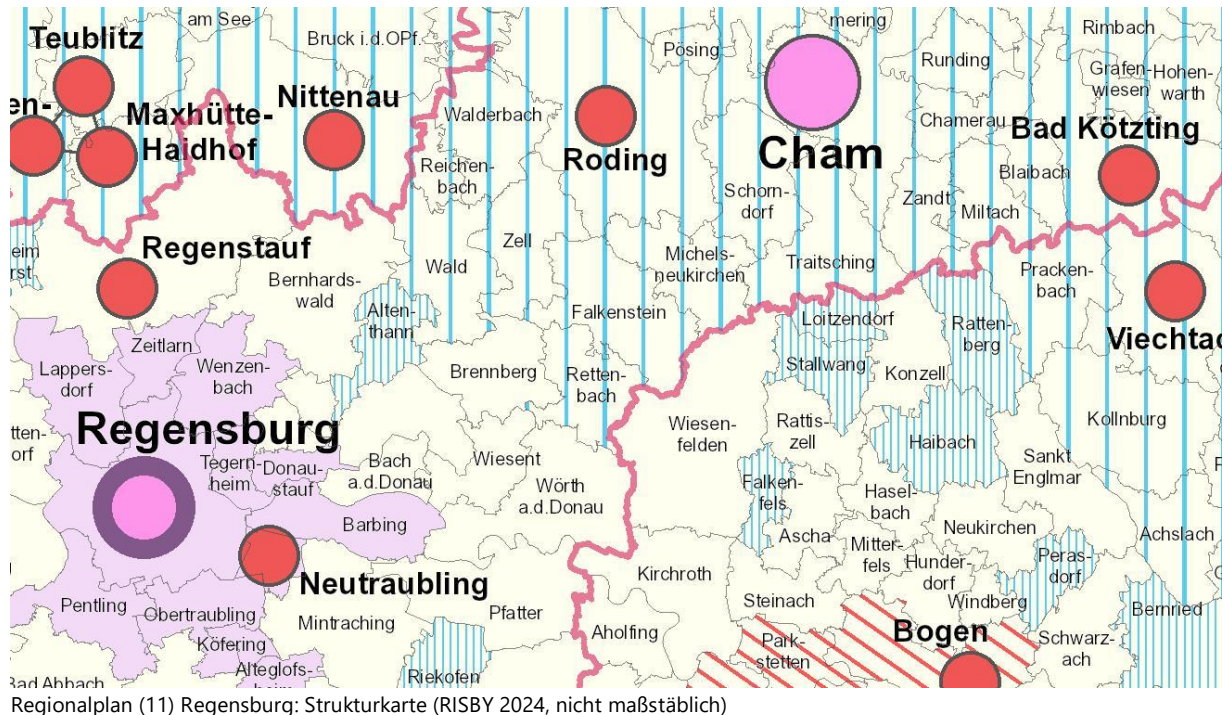 am See
Teublitz
Bruck i.d.OPf.
Pösing
mering
Rimbach
Runding
Grafen-
wiesen
Hohen-
warth
en-
Maxhütte-
Haidhof
Nittenau
Walderbach
Roding
Cham
Chamerau
Bad Kötzting
Reichen-
bach
Blaibach
Schorn-
dorf
Zandt
Miltach
Regenstauf
Zell
eim
rst
Bernhards-
wald
Wald
Michels-
neukirchen
Traitsching
Pracken-
bach
Alten-
thann
Falkenstein
Loitzendorf
Ratten-
berg
Viechtac
Zeitlarn
Lappers-
dorf
Wenzen-
bach
Brennberg
Retten-
bach
Stallwang
Konzell
Kollnburg
Regensburg
tten-
orf
Wiesen-
felden
Rattis-
zell
Haibach
Sankt
Englmar
Tegern-
heim
Donau-
stauf
Bach
a.d.Donau
Wiesent
Wörth
a.d.Donau
Falken-
fels
Hasel-
bach
Barbing
Neukirchen
Achslach
Ascha
Mitter-
fels
Hunder-
dorf
Peras-
dorf
Neutraubling
Kirchroth
Pentling
Obertraubling
Mintraching
Pfatter
Steinach
Windberg
Bernried
Köfering
Aholfing
Park-
stetten
Bogen
Schwarz-
ach
Alteglofs-
heim
Riekofen
Bad Abbach
Regionalplan (11) Regensburg: Strukturkarte (RISBY 2024, nicht maßstäblich)